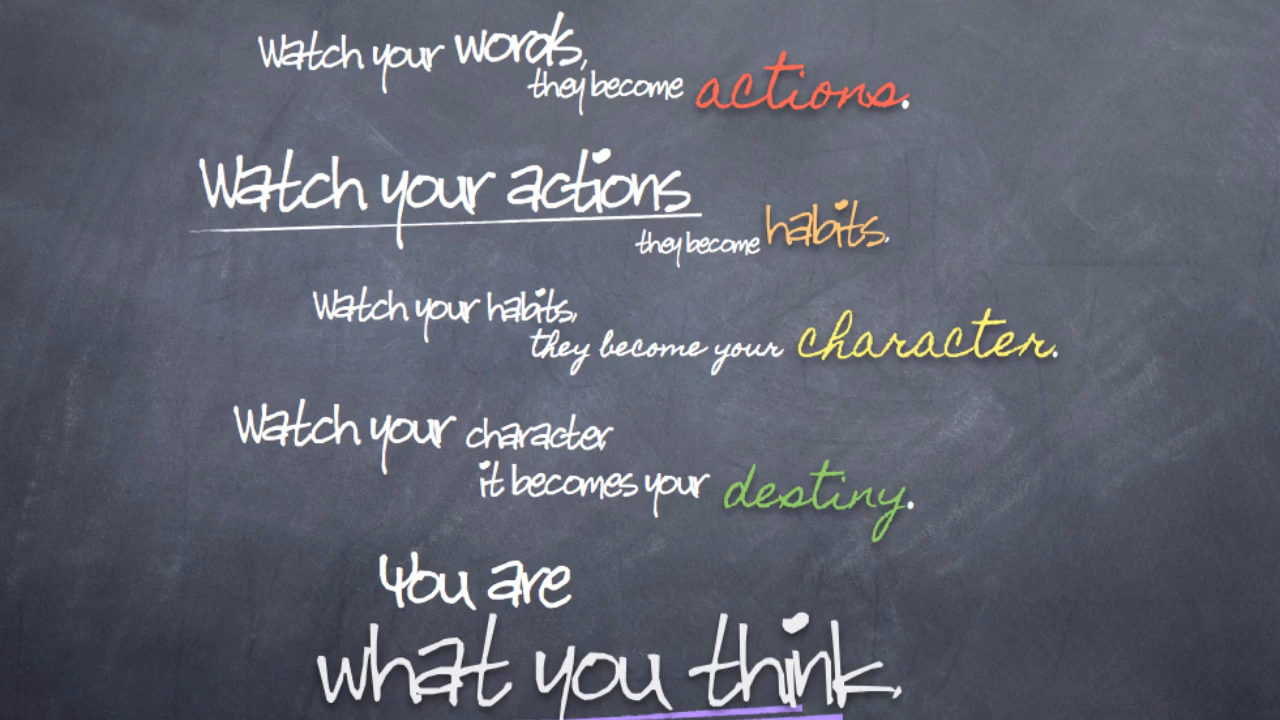 Watch your words,
they become actions.
Watch your actions
they become habits.
Watch your habits,
they become your character.
Watch your character
it becomes your destiny.
You are
what you think.